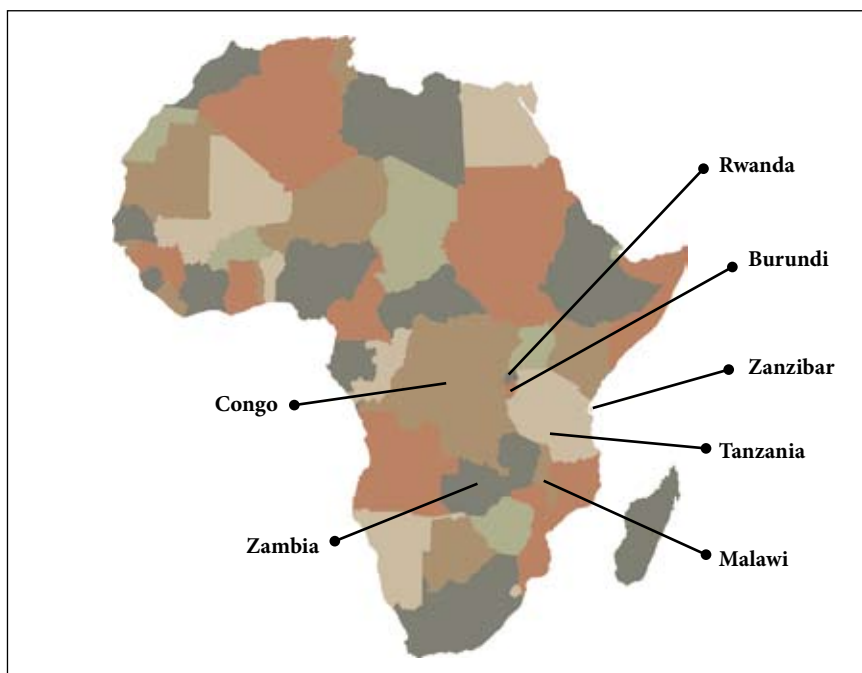 Rwanda
Burundi
Zanzibar
Congo
Tanzania
Zambia
Malawi